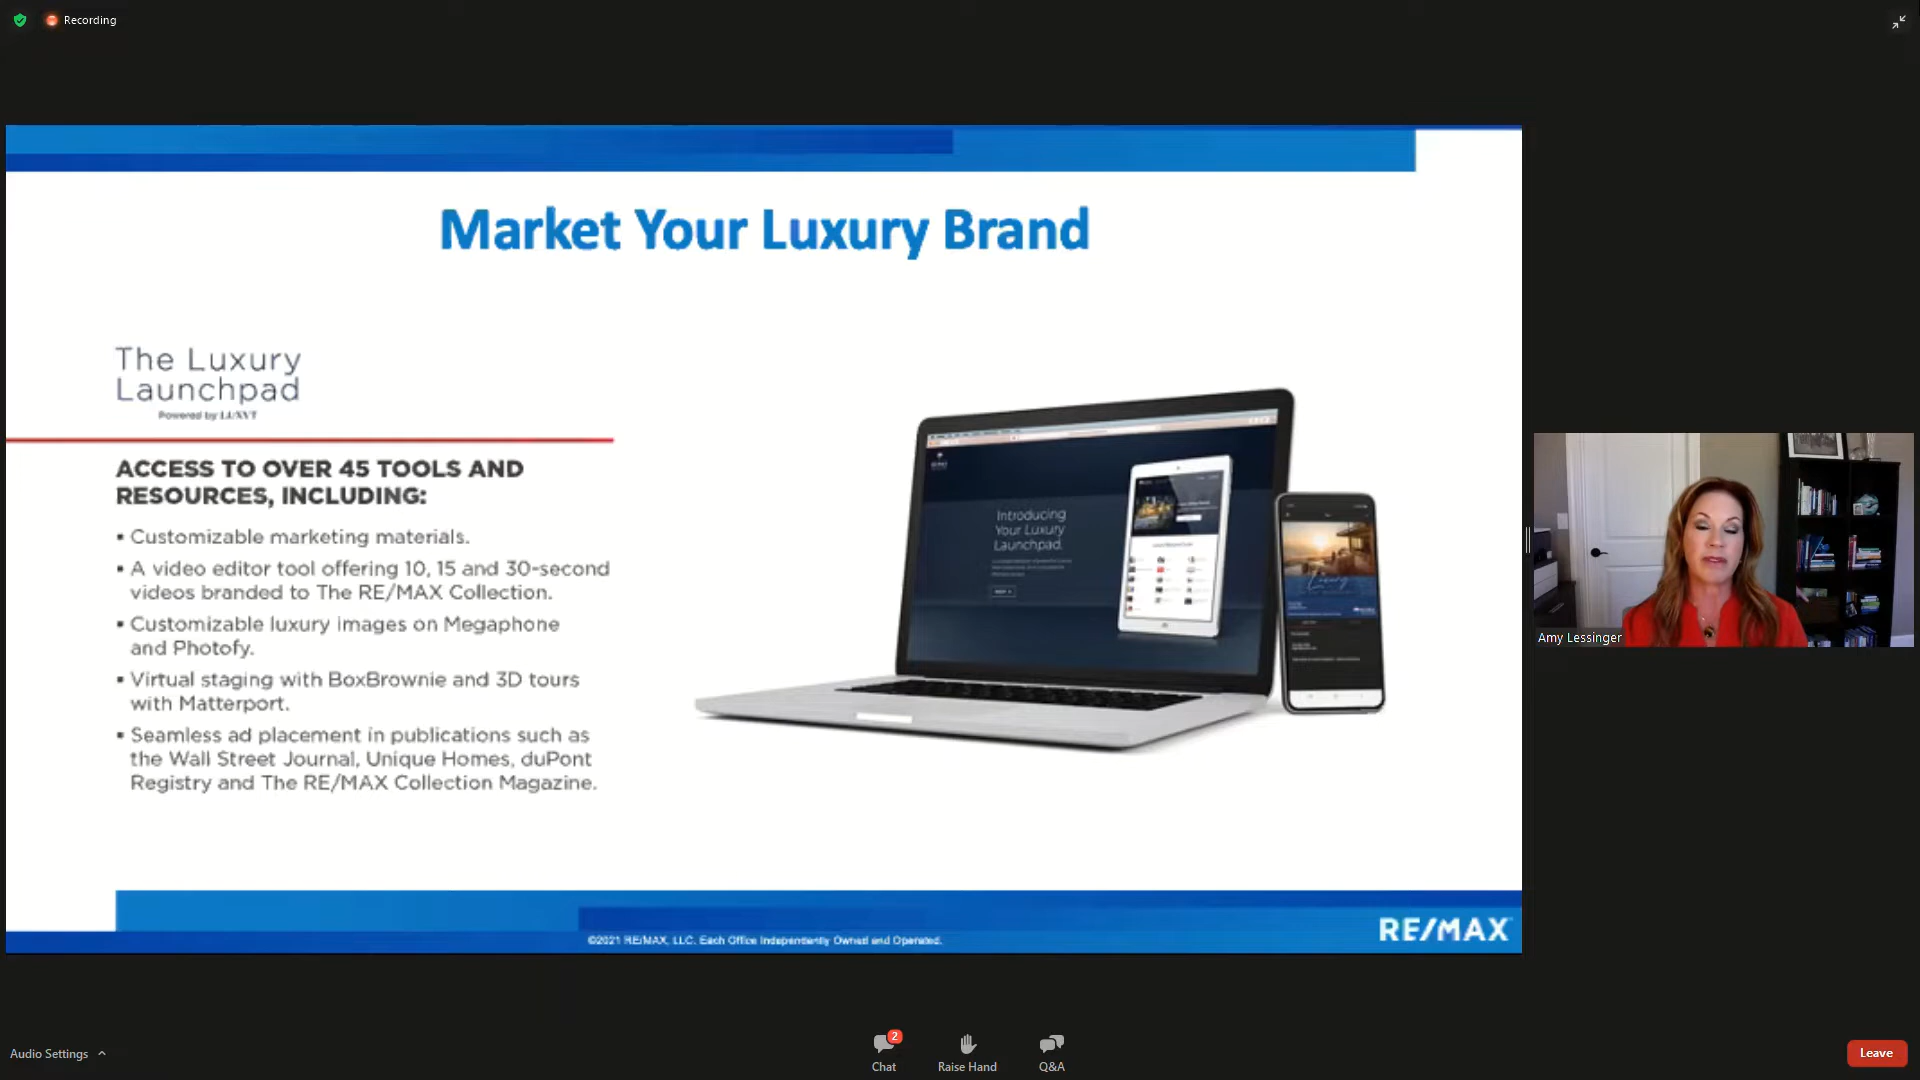 Recording
Market Your Luxury Brand
The Luxury
Launchpad
Powered by LUXVT
ACCESS TO OVER 45 TOOLS AND
RESOURCES, INCLUDING:
▪ Customizable marketing materials.
▪ A video editor tool offering 10, 15 and 30-second
videos branded to The RE/MAX Collection.
▪ Customizable luxury images on Megaphone
and Photofy.
▪ Virtual staging with BoxBrownie and 3D tours
with Matterport.
▪ Seamless ad placement in publications such as
the Wall Street Journal, Unique Homes, duPont
Registry and The RE/MAX Collection Magazine.
Introducing
Your Luxury
Launchpad.
Luxury
Amy Lessinger
©2021 RE/MAX, LLC. Each Office Independently Owned and Operated.
RE/MAX
Audio Settings
2
Chat
Raise Hand
Q&A
Leave